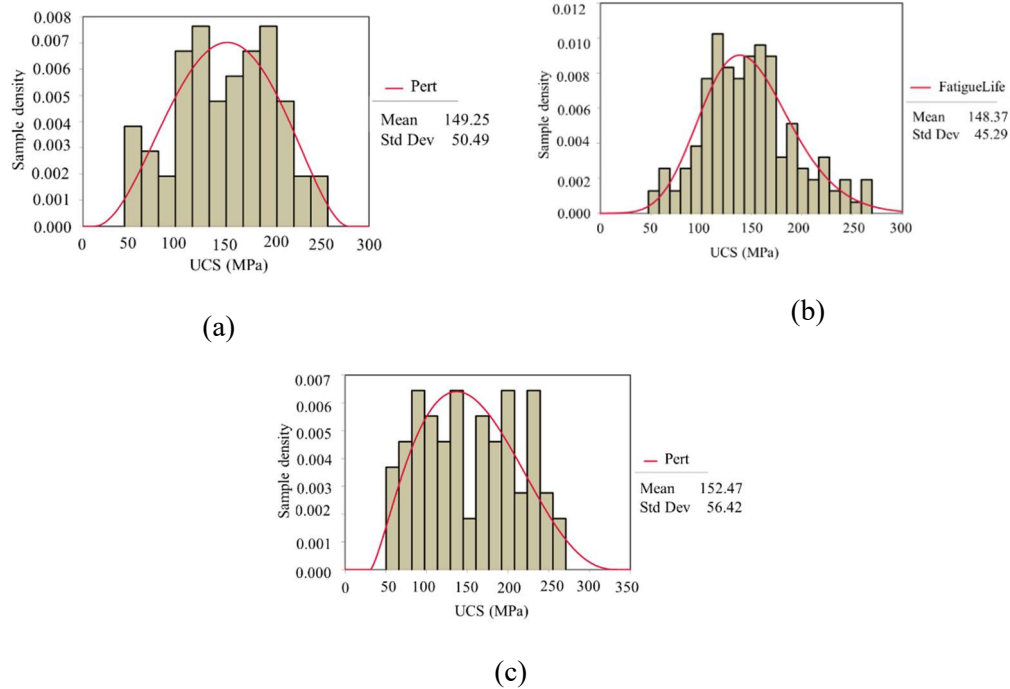 0.008
0.007
0.006
0.005
0.004
0.003
0.002
0.001
0.000
Sample density
0 50 100 150 200 250 300
UCS (MPa)
Pert
Mean 149.25
Std Dev 50.49
(a)
0.012
0.010
0.008
0.006
0.004
0.002
0.000
Sample density
0 50 100 150 200 250 300
UCS (MPa)
FatigueLife
Mean 148.37
Std Dev 45.29
(b)
0.007
0.006
0.005
0.004
0.003
0.002
0.001
0.000
Sample density
0 50 100 150 200 250 300 350
UCS (MPa)
Pert
Mean 152.47
Std Dev 56.42
(c)